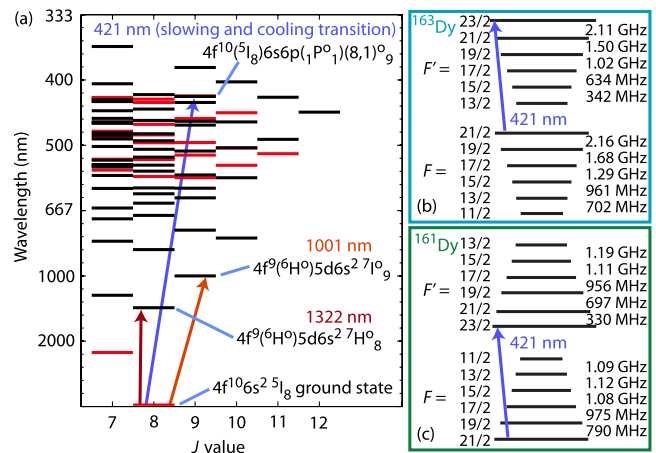 (a)
421 nm (slowing and cooling transition)
4f¹⁰(⁵I₈)6s6p(₁Pᵒ₁)(8,1)ᵒ₉
333
400
500
667
1000
2000
Wavelength (nm)
1001 nm
4f⁹(⁶Hᵒ)5d6s² ⁷Iᵒ₉
1322 nm
4f⁹(⁶Hᵒ)5d6s² ⁷Hᵒ₈
4f¹⁰6s² ⁵I₈ ground state
7 8 9 10 11 12
J value
¹⁶³Dy
23/2
2.11 GHz
21/2
1.50 GHz
19/2
1.02 GHz
F' = 17/2
634 MHz
15/2
342 MHz
13/2
421 nm
21/2
2.16 GHz
19/2
1.68 GHz
F = 17/2
1.29 GHz
15/2
961 MHz
13/2
702 MHz
11/2
(b)
¹⁶¹Dy
13/2
1.19 GHz
15/2
1.11 GHz
17/2
956 MHz
F' = 19/2
697 MHz
21/2
330 MHz
23/2
421 nm
11/2
1.09 GHz
13/2
1.12 GHz
15/2
1.08 GHz
F = 17/2
975 MHz
19/2
790 MHz
21/2
(c)